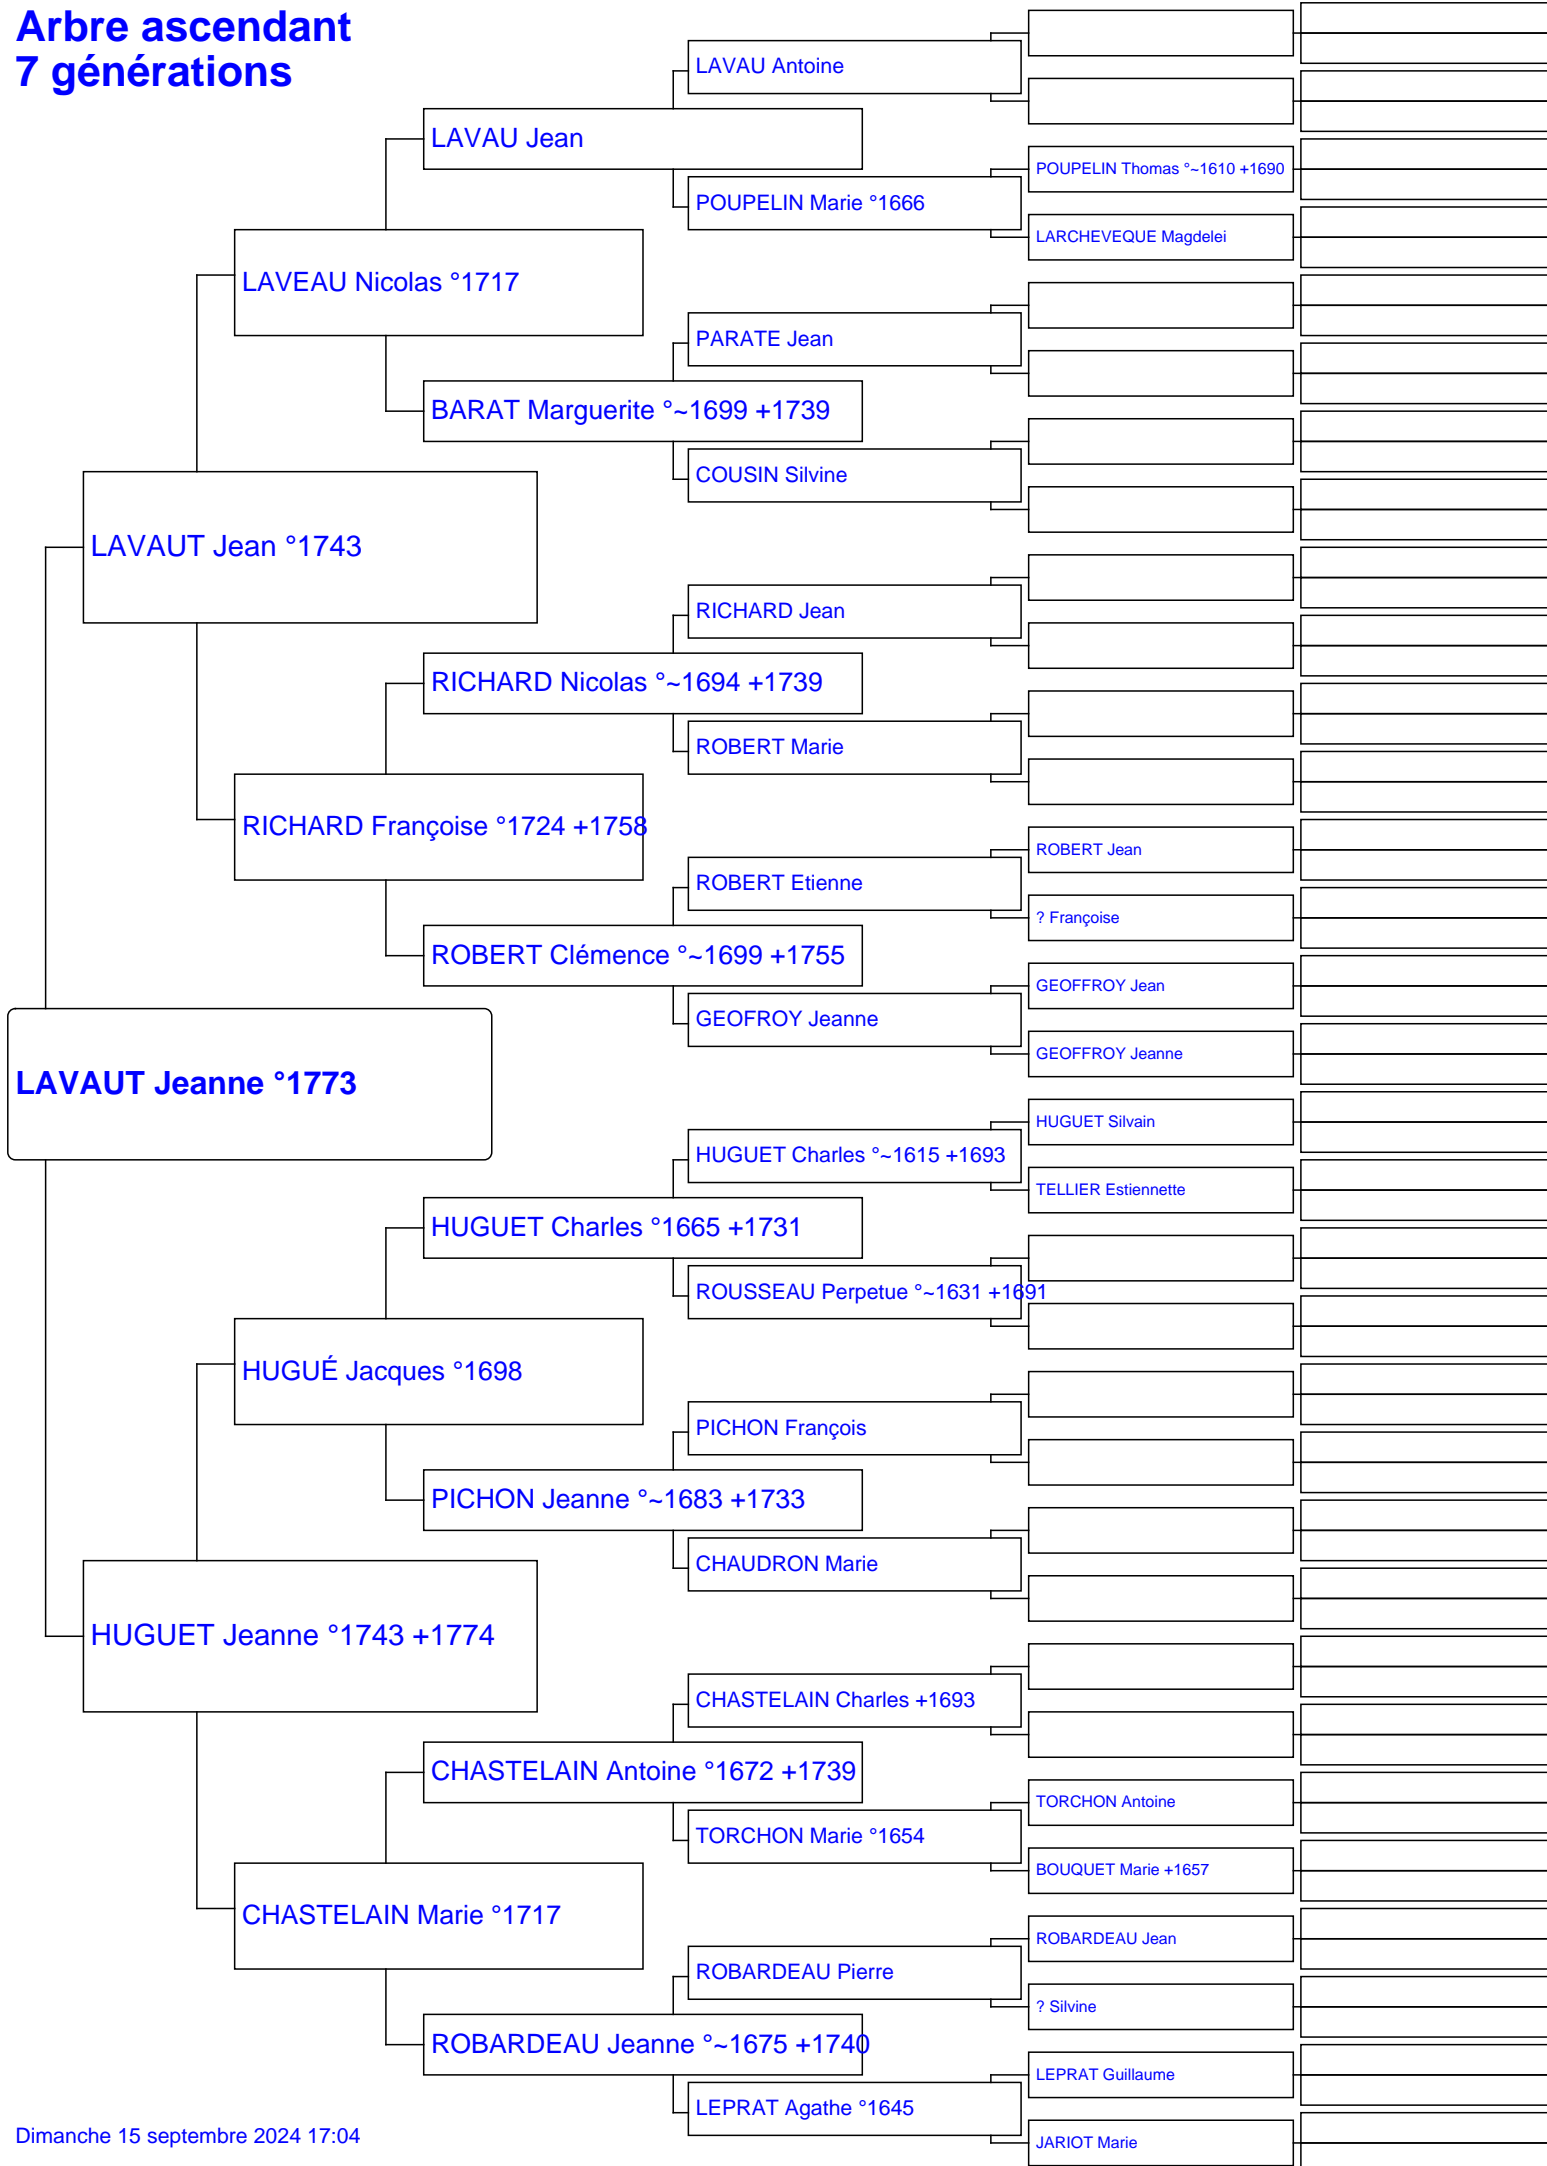 Arbre ascendant
7 générations
LAVAU Antoine
LAVAU Jean
POUPELIN Thomas °~1610 +1690
POUPELIN Marie °1666
LARCHEVEQUE Magdelei
LAVEAU Nicolas °1717
PARATE Jean
BARAT Marguerite °~1699 +1739
COUSIN Silvine
LAVAUT Jean °1743
RICHARD Jean
RICHARD Nicolas °~1694 +1739
ROBERT Marie
RICHARD Françoise °1724 +1758
ROBERT Jean
ROBERT Etienne
? Françoise
ROBERT Clémence °~1699 +1755
GEOFFROY Jean
GEOFROY Jeanne
GEOFFROY Jeanne
LAVAUT Jeanne °1773
HUGUET Silvain
HUGUET Charles °~1615 +1693
TELLIER Estiennette
HUGUET Charles °1665 +1731
ROUSSEAU Perpetue °~1631 +1691
HUGUÉ Jacques °1698
PICHON François
PICHON Jeanne °~1683 +1733
CHAUDRON Marie
HUGUET Jeanne °1743 +1774
CHASTELAIN Charles +1693
CHASTELAIN Antoine °1672 +1739
TORCHON Antoine
TORCHON Marie °1654
BOUQUET Marie +1657
CHASTELAIN Marie °1717
ROBARDEAU Jean
ROBARDEAU Pierre
? Silvine
ROBARDEAU Jeanne °~1675 +1740
LEPRAT Guillaume
LEPRAT Agathe °1645
JARIOT Marie
Dimanche 15 septembre 2024 17:04